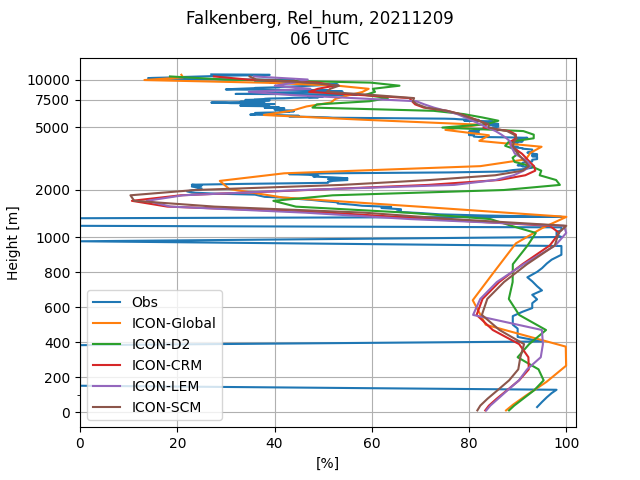 Falkenberg, Rel_hum, 20211209
06 UTC
10000
7500
5000
2000
1000
800
600
400
200
0
Height [m]
Obs
ICON-Global
ICON-D2
ICON-CRM
ICON-LEM
ICON-SCM
0 20 40 60 80 100
[%]